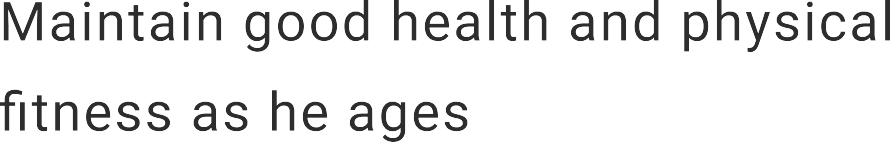 Maintain good health and physical
fitness as he ages